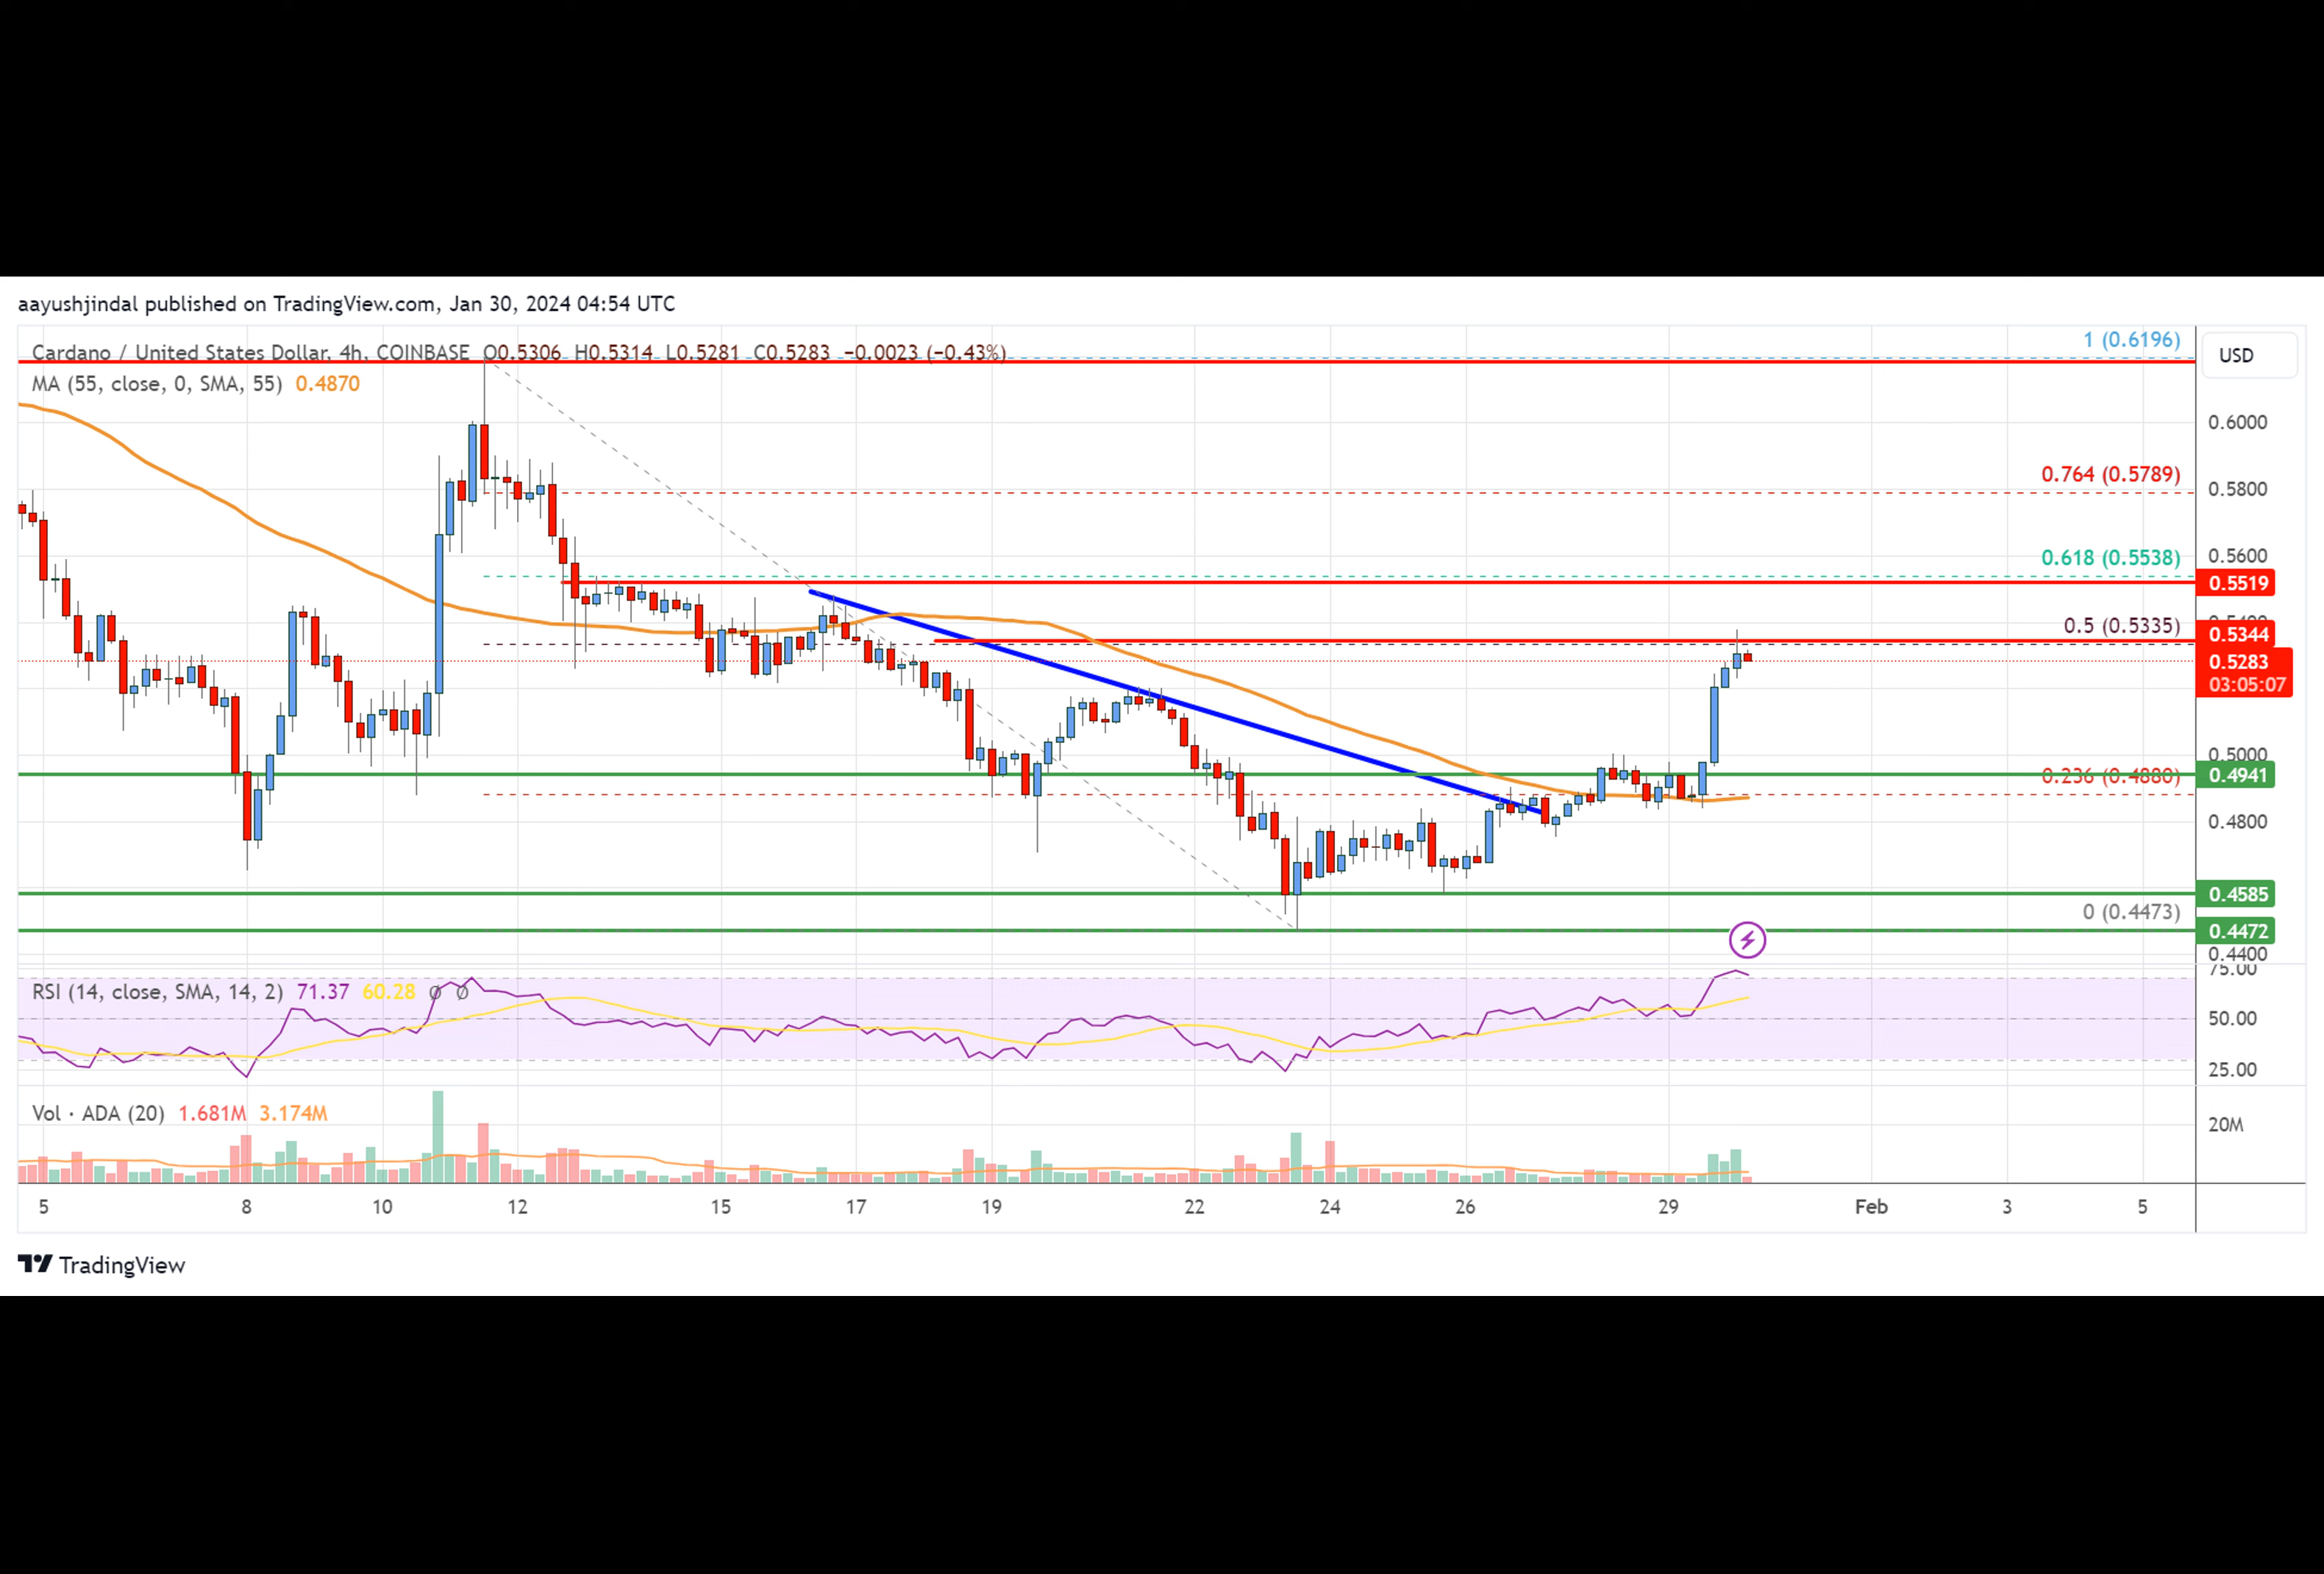 aayushjindal published on TradingView.com, Jan 30, 2024 04:54 UTC
Cardano / United States Dollar, 4h, COINBASE O0.5306 H0.5314 L0.5281 C0.5283 −0.0023 (−0.43%)
MA (55, close, 0, SMA, 55) 0.4870
1 (0.6196)
USD
0.6000
0.764 (0.5789)
0.5800
0.618 (0.5538)
0.5600
0.5519
0.5 (0.5335)
0.5344
0.5283
03:05:07
0.5000
0.236 (0.4880)
0.4941
0.4800
0.4585
0 (0.4473)
0.4472
0.4400
RSI (14, close, SMA, 14, 2) 71.37 60.28 ∅ ∅
75.00
50.00
25.00
Vol · ADA (20) 1.681M 3.174M
20M
5 8 10 12 15 17 19 22 24 26 29 Feb 3 5
TradingView